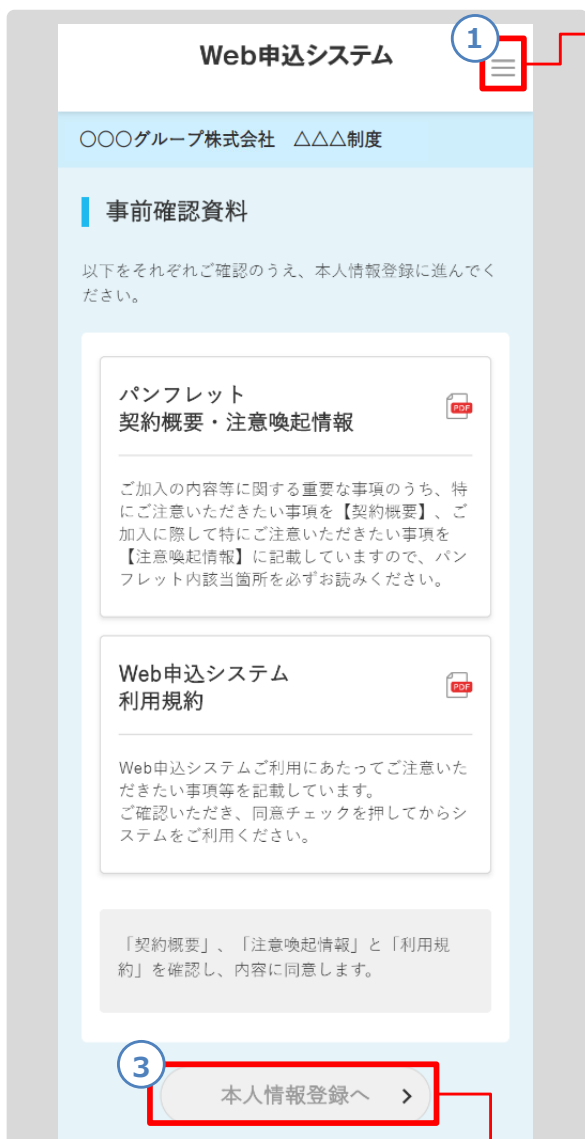 Web申込システム
1
〇〇〇グループ株式会社　△△△制度
事前確認資料
以下をそれぞれご確認のうえ、本人情報登録に進んでく
ださい。
パンフレット
契約概要・注意喚起情報
PDF
ご加入の内容等に関する重要な事項のうち、特
にご注意いただきたい事項を【契約概要】、ご
加入に際して特にご注意いただきたい事項を
【注意喚起情報】に記載していますので、パン
フレット内該当箇所を必ずお読みください。
Web申込システム
利用規約
PDF
Web申込システムご利用にあたってご注意いた
だきたい事項等を記載しています。
ご確認いただき、同意チェックを押してからシ
ステムをご利用ください。
「契約概要」、「注意喚起情報」と「利用規
約」を確認し、内容に同意します。
3
本人情報登録へ